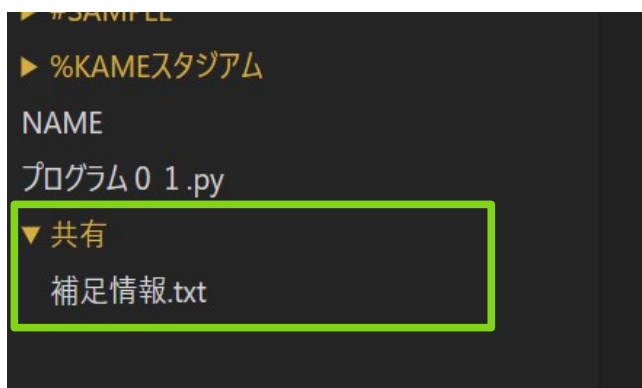 ▶ #SAMPLE
▶ %KAMEスタジアム
NAME
プログラム０１.py
▼ 共有
補足情報.txt